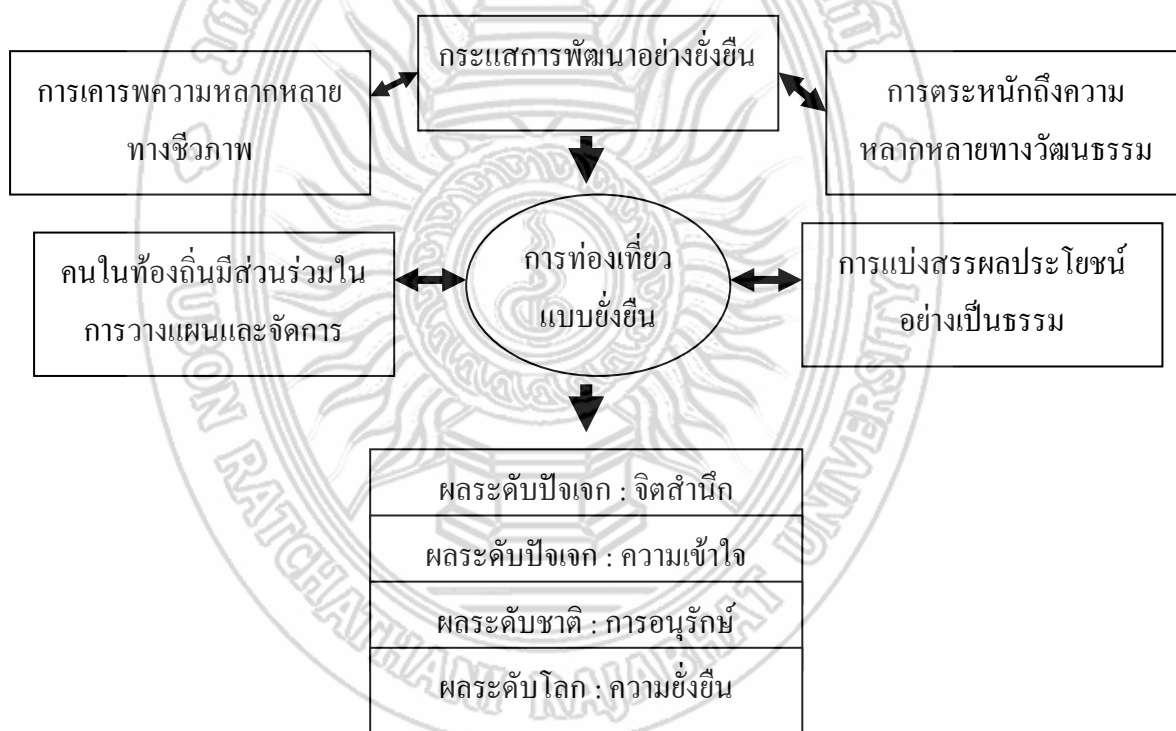 กระแสการพัฒนาอย่างยั่งยืน
การเคารพความหลากหลาย
ทางชีวภาพ
การตระหนักถึงความ
หลากหลายทางวัฒนธรรม
คนในท้องถิ่นมีส่วนร่วมใน
การวางแผนและจัดการ
การท่องเที่ยว
แบบยั่งยืน
การแบ่งสรรผลประโยชน์
อย่างเป็นธรรม
ผลระดับปัจเจก : จิตสำนึก
ผลระดับปัจเจก : ความเข้าใจ
ผลระดับชาติ : การอนุรักษ์
ผลระดับโลก : ความยั่งยืน
UBON RATCHATHANI RAJABHAT UNIVERSITY